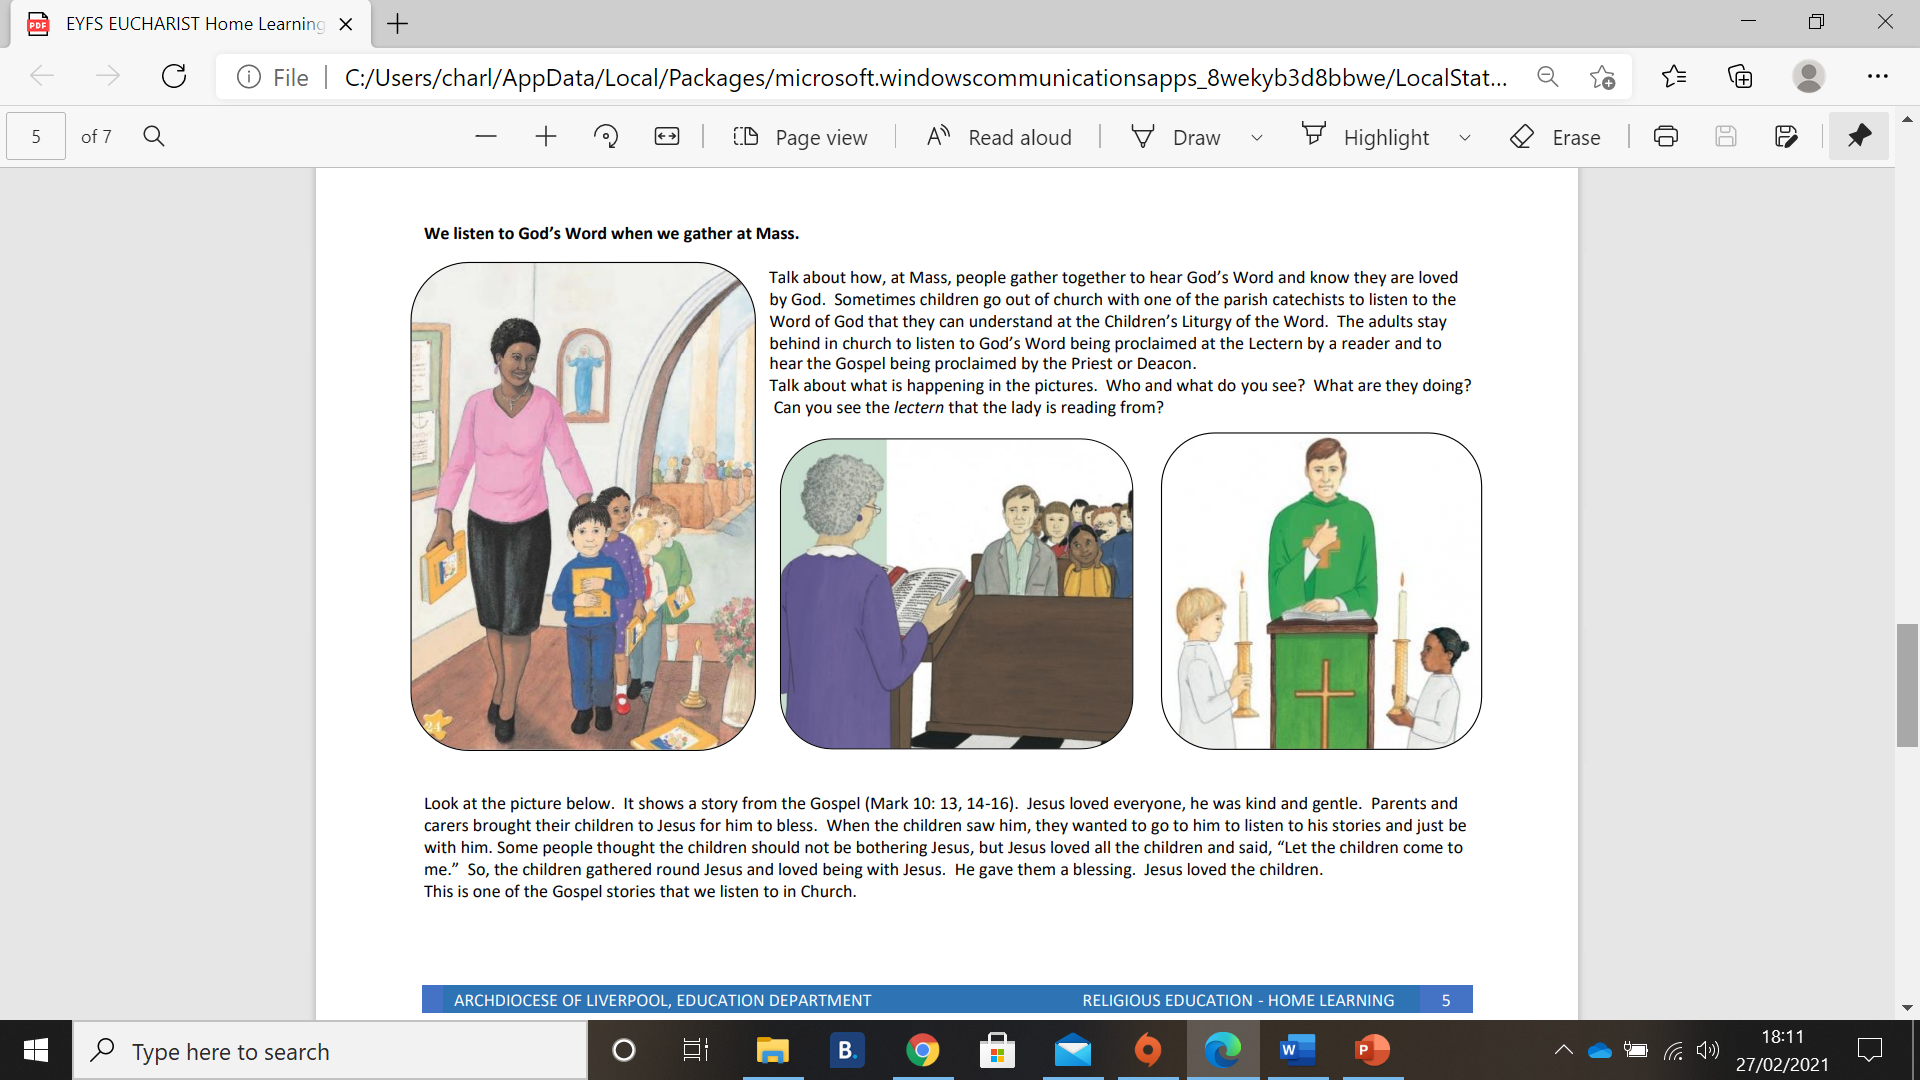 EYFS EUCHARIST Home Learning
File
C:/Users/charl/AppData/Local/Packages/microsoft.windowscommunicationsapps_8wekyb3d8bbwe/LocalStat...
5 of 7
Page view
Read aloud
Draw
Highlight
Erase
We listen to God’s Word when we gather at Mass.
Talk about how, at Mass, people gather together to hear God’s Word and know they are loved
by God. Sometimes children go out of church with one of the parish catechists to listen to the
Word of God that they can understand at the Children’s Liturgy of the Word. The adults stay
behind in church to listen to God’s Word being proclaimed at the Lectern by a reader and to
hear the Gospel being proclaimed by the Priest or Deacon.
Talk about what is happening in the pictures. Who and what do you see? What are they doing?
Can you see the lectern that the lady is reading from?
24
Look at the picture below. It shows a story from the Gospel (Mark 10: 13, 14-16). Jesus loved everyone, he was kind and gentle. Parents and
carers brought their children to Jesus for him to bless. When the children saw him, they wanted to go to him to listen to his stories and just be
with him. Some people thought the children should not be bothering Jesus, but Jesus loved all the children and said, “Let the children come to
me.” So, the children gathered round Jesus and loved being with Jesus. He gave them a blessing. Jesus loved the children.
This is one of the Gospel stories that we listen to in Church.
ARCHDIOCESE OF LIVERPOOL, EDUCATION DEPARTMENT
RELIGIOUS EDUCATION - HOME LEARNING
5
Type here to search
B.
18:11
27/02/2021